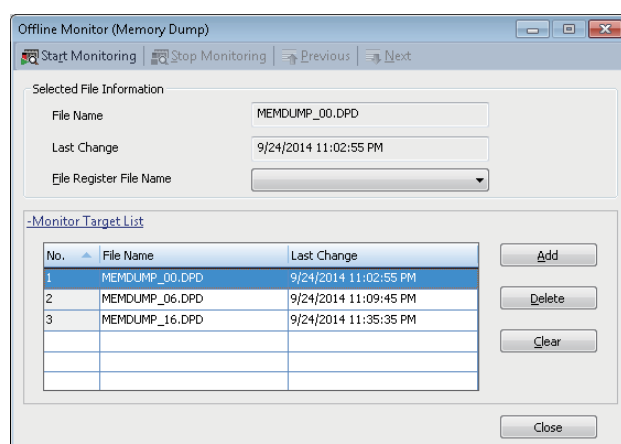 Offline Monitor (Memory Dump)
Start Monitoring Stop Monitoring Previous Next
Selected File Information
File Name MEMDUMP_00.DPD
Last Change 9/24/2014 11:02:55 PM
File Register File Name
-Monitor Target List
No. File Name Last Change Add
1 MEMDUMP_00.DPD 9/24/2014 11:02:55 PM
2 MEMDUMP_06.DPD 9/24/2014 11:09:45 PM Delete
3 MEMDUMP_16.DPD 9/24/2014 11:35:35 PM
Clear
Close